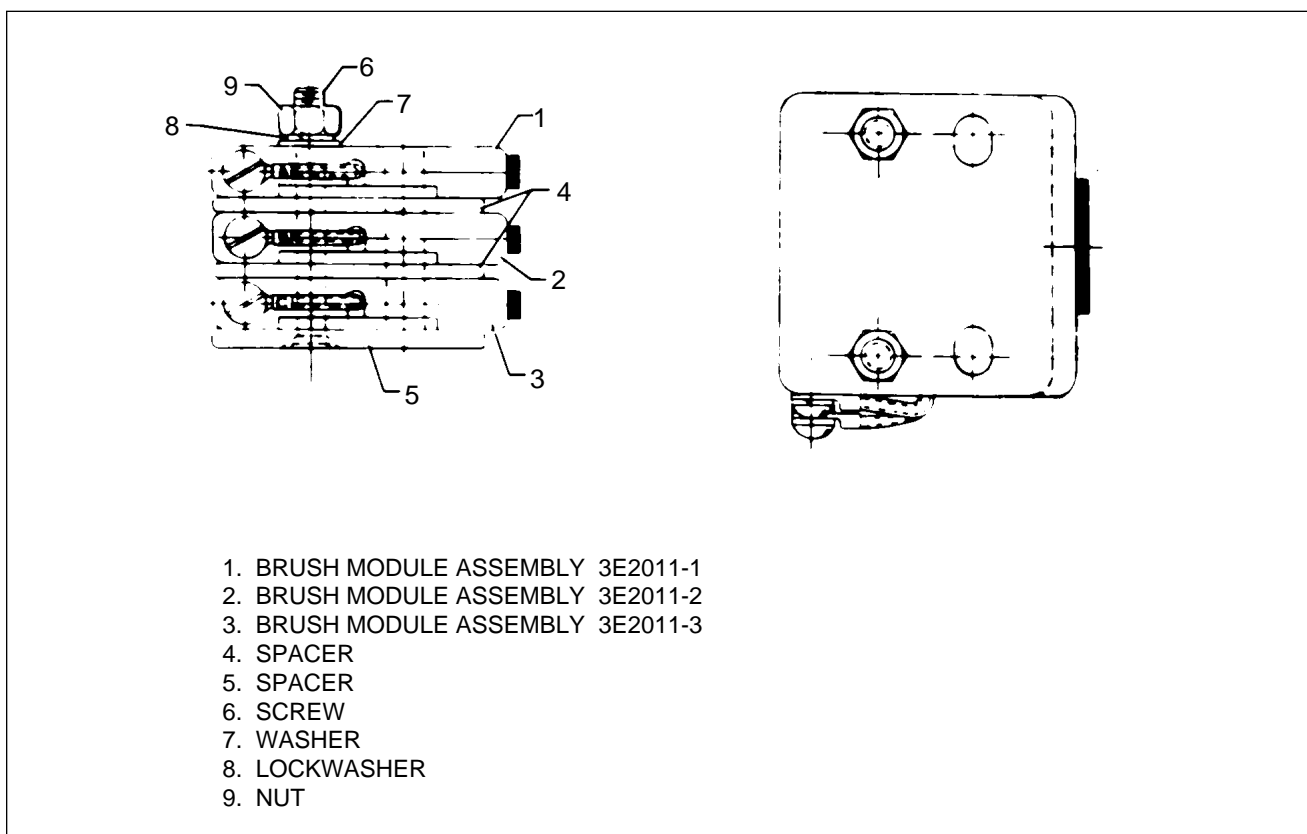 6
9
7
8
1
4
2
3
5
1. BRUSH MODULE ASSEMBLY 3E2011-1
2. BRUSH MODULE ASSEMBLY 3E2011-2
3. BRUSH MODULE ASSEMBLY 3E2011-3
4. SPACER
5. SPACER
6. SCREW
7. WASHER
8. LOCKWASHER
9. NUT